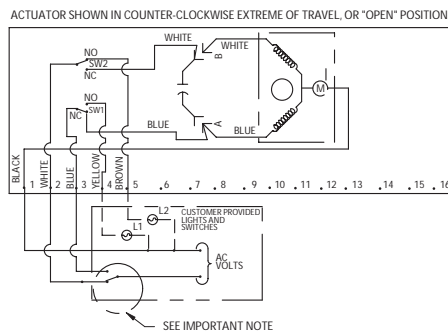 ACTUATOR SHOWN IN COUNTER-CLOCKWISE EXTREME OF TRAVEL, OR "OPEN" POSITION
WHITE
WHITE
NO
SW2
NC
B
NO
NC
SW1
M
A
BLUE
BLUE
BLACK
WHITE
BLUE
YELLOW
BROWN
.1 .2 .3 .4 .5 .6 .7 .8 .9 .10 .11 .12 .13 .14 .15 .16
L2
CUSTOMER PROVIDED
LIGHTS AND
SWITCHES
L1
AC
VOLTS
SEE IMPORTANT NOTE